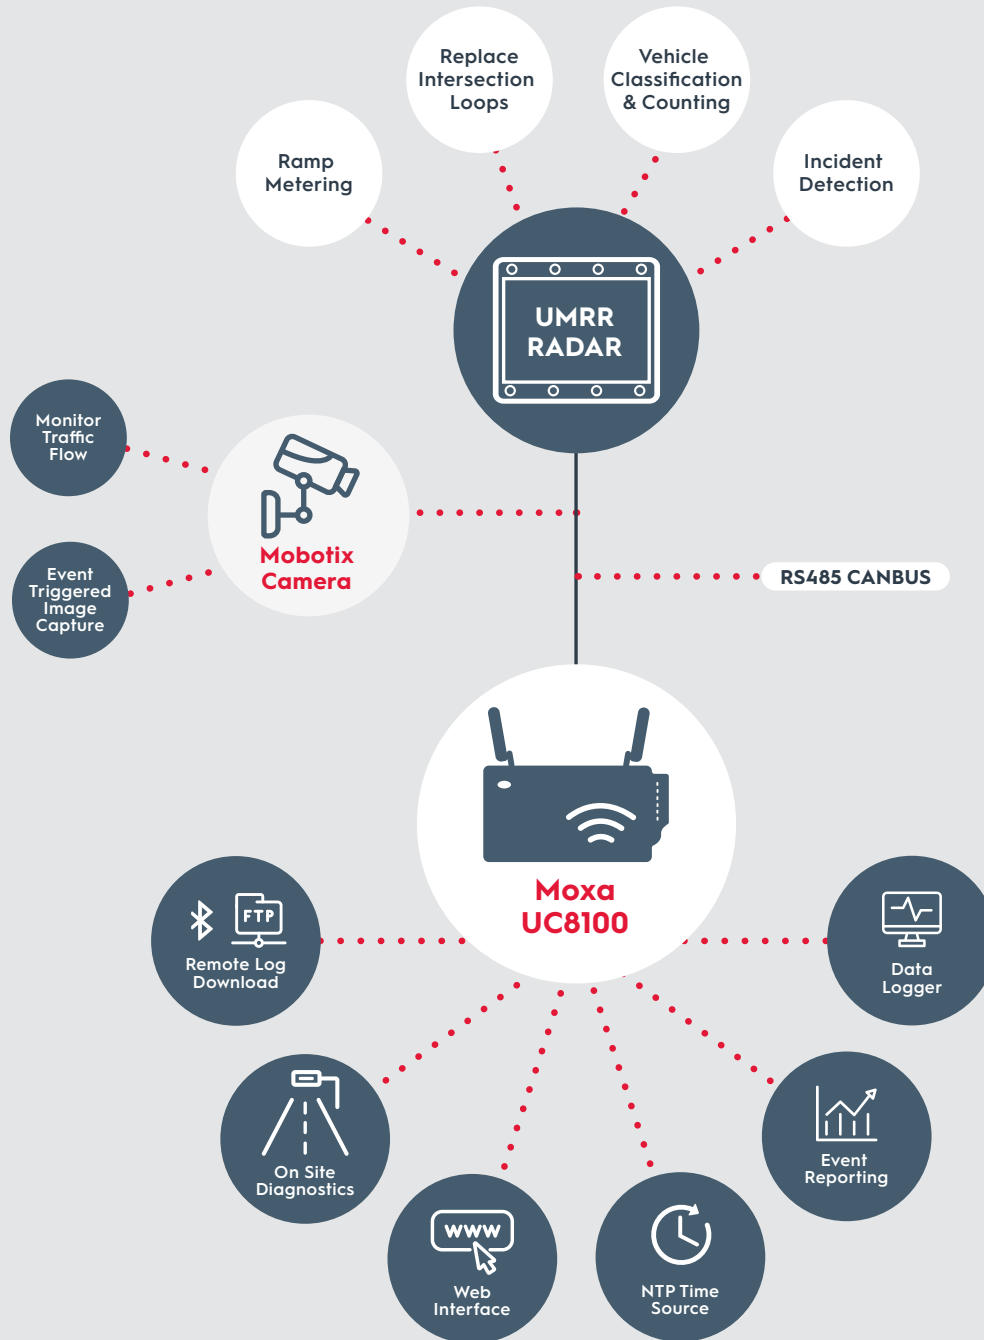 Replace
Intersection
Loops
Vehicle
Classification
& Counting
Ramp
Metering
Incident
Detection
UMRR
RADAR
Monitor
Traffic
Flow
Mobotix
Camera
Event
Triggered
Image
Capture
RS485 CANBUS
Moxa
UC8100
FTP
Remote Log
Download
Data
Logger
On Site
Diagnostics
Event
Reporting
www
Web
Interface
NTP Time
Source